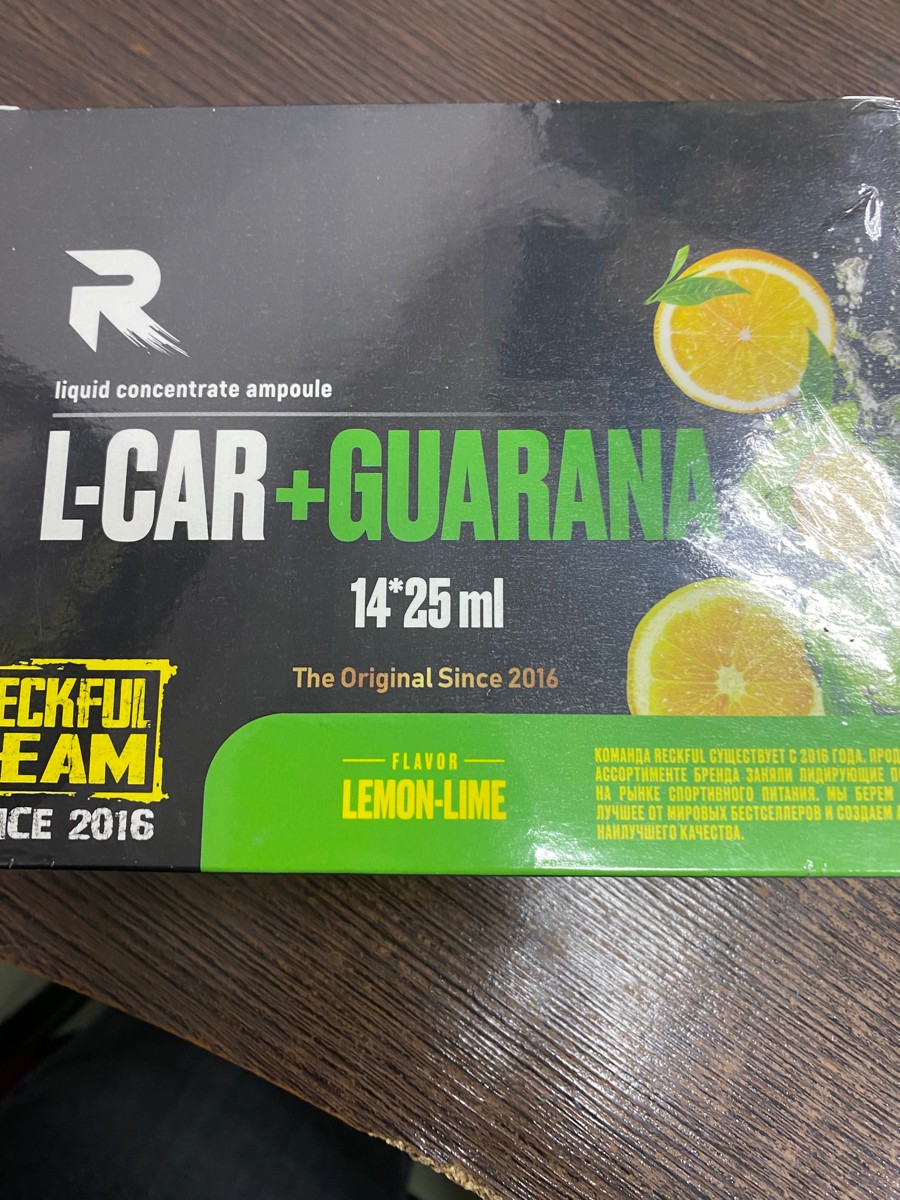 liquid concentrate ampoule
L-CAR+GUARANA
14*25 ml
The Original Since 2016
ECKFUL
EAM
ICE 2016
FLAVOR
LEMON-LIME
КОМАНДА RECKFUL СУЩЕСТВУЕТ С 2016 ГОДА. ПРОД
АССОРТИМЕНТЕ БРЕНДА ЗАНЯЛИ ЛИДИРУЮЩИЕ П
НА РЫНКЕ СПОРТИВНОГО ПИТАНИЯ. МЫ БЕРЕМ
ЛУЧШЕЕ ОТ МИРОВЫХ БЕСТСЕЛЛЕРОВ И СОЗДАЕМ
НАИЛУЧШЕГО КАЧЕСТВА.